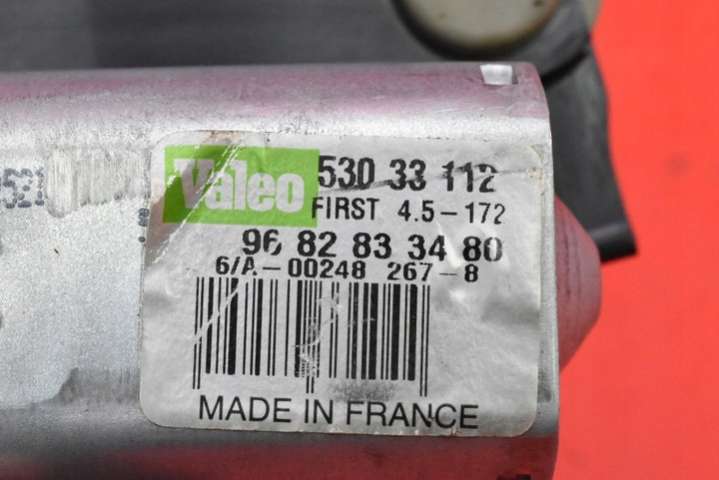 Valeo 530 33 112
FIRST 4.5-172
96 82 83 34 80
6/A-00248 267-8
MADE IN FRANCE
521